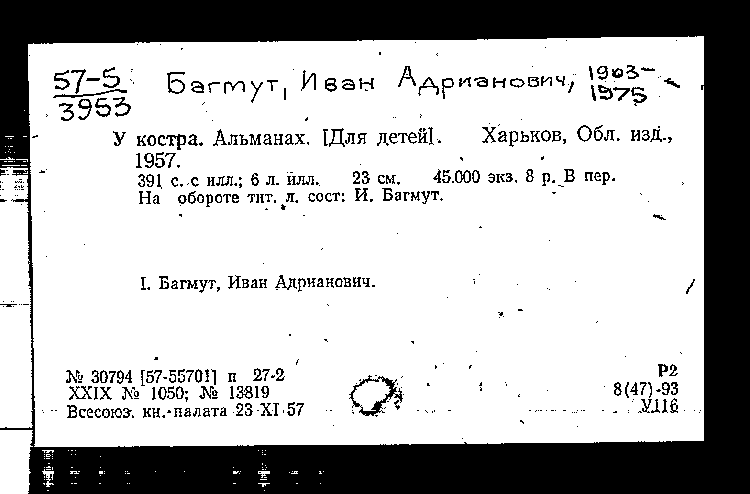 57-5
3953
Багмут, Иван Адрианович, 1903-1975
У костра. Альманах. [Для детей]. Харьков, Обл. изд.,
1957.
391 с. с илл.; 6 л. илл. 23 см. 45.000 экз. 8 р. В пер.
На обороте тит. л. сост: И. Багмут.
I. Багмут, Иван Адрианович.
№ 30794 [57-55701] п 27-2
XXIX № 1050; № 13819
Всесоюз. кн. палата 23 XI 57
Р2
8(47)-93
У116